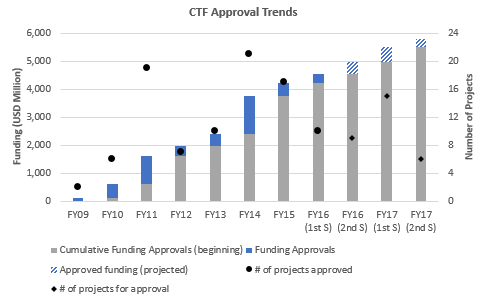 CTF Approval Trends
Funding (USD Million)
6,000
5,000
4,000
3,000
2,000
1,000
0
24
20
16
12
8
4
0
Number of Projects
FY09 FY10 FY11 FY12 FY13 FY14 FY15 FY16 FY16 FY17 FY17
(1st S) (2nd S) (1st S) (2nd S)
Cumulative Funding Approvals (beginning) Funding Approvals
Approved funding (projected) # of projects approved
# of projects for approval